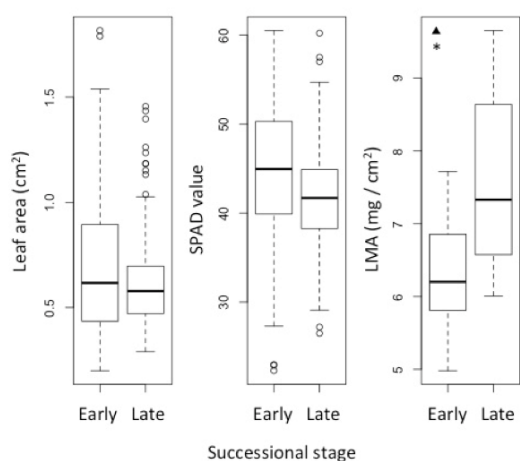 Leaf area (cm²)
0.5
1.0
1.5
Early Late
SPAD value
30
40
50
60
Early Late
LMA (mg / cm²)
5
6
7
8
9
*
Early Late
Successional stage